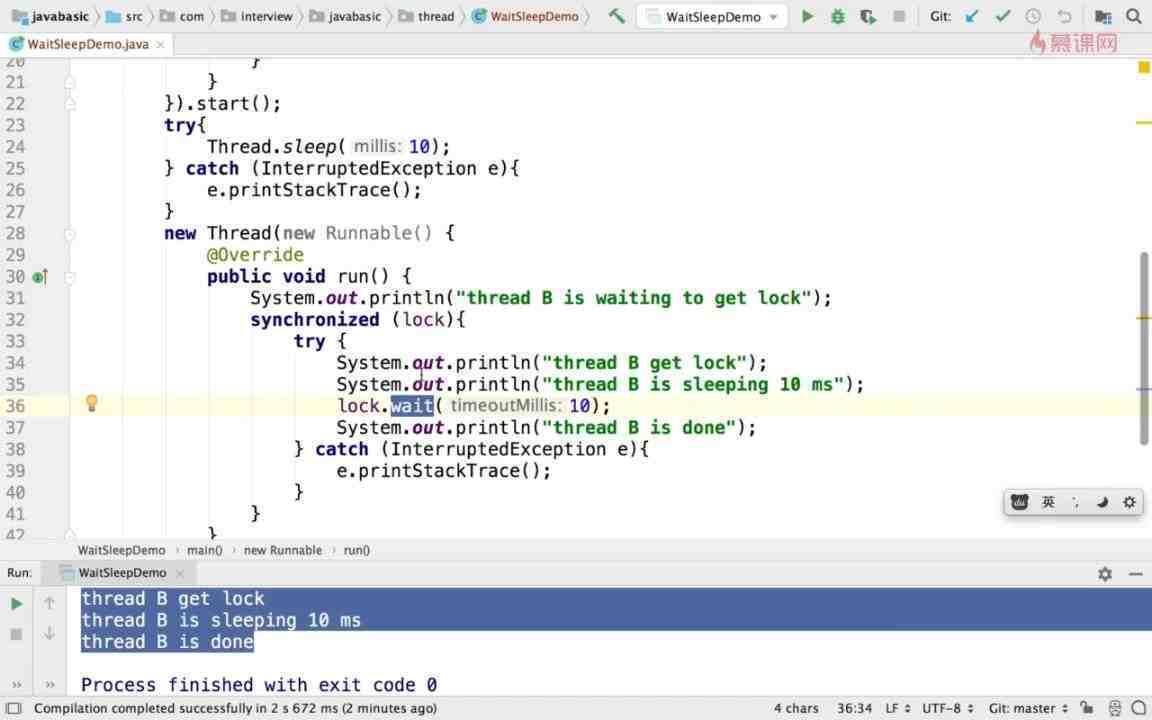 javabasic src com interview javabasic thread WaitSleepDemo WaitSleepDemo Git:
慕课网
WaitSleepDemo.java
20 }
21 }
22 }).start();
23 try{
24 Thread.sleep( millis: 10);
25 } catch (InterruptedException e){
26 e.printStackTrace();
27 }
28 new Thread(new Runnable() {
29 @Override
30 public void run() {
31 System.out.println("thread B is waiting to get lock");
32 synchronized (lock){
33 try {
34 System.out.println("thread B get lock");
35 System.out.println("thread B is sleeping 10 ms");
36 lock.wait( timeoutMillis: 10);
37 System.out.println("thread B is done");
38 } catch (InterruptedException e){
39 e.printStackTrace();
40 }
41 }
42 }
英
WaitSleepDemo main() new Runnable run()
Run: WaitSleepDemo
thread B get lock
thread B is sleeping 10 ms
thread B is done
Process finished with exit code 0
Compilation completed successfully in 2 s 672 ms (2 minutes ago) 4 chars 36:34 LF UTF-8 Git: master